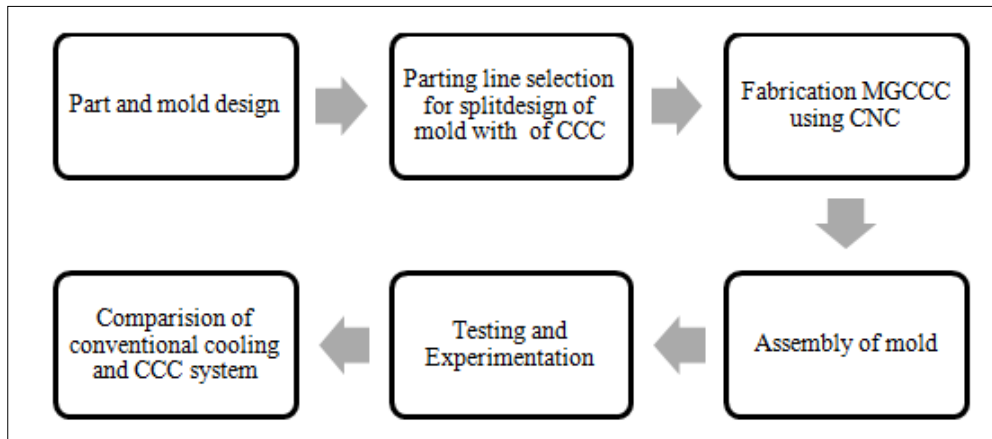 Part and mold design
Parting line selection
for splitdesign of
mold with of CCC
Fabrication MGCCC
using CNC
Assembly of mold
Testing and
Experimentation
Comparision of
conventional cooling
and CCC system